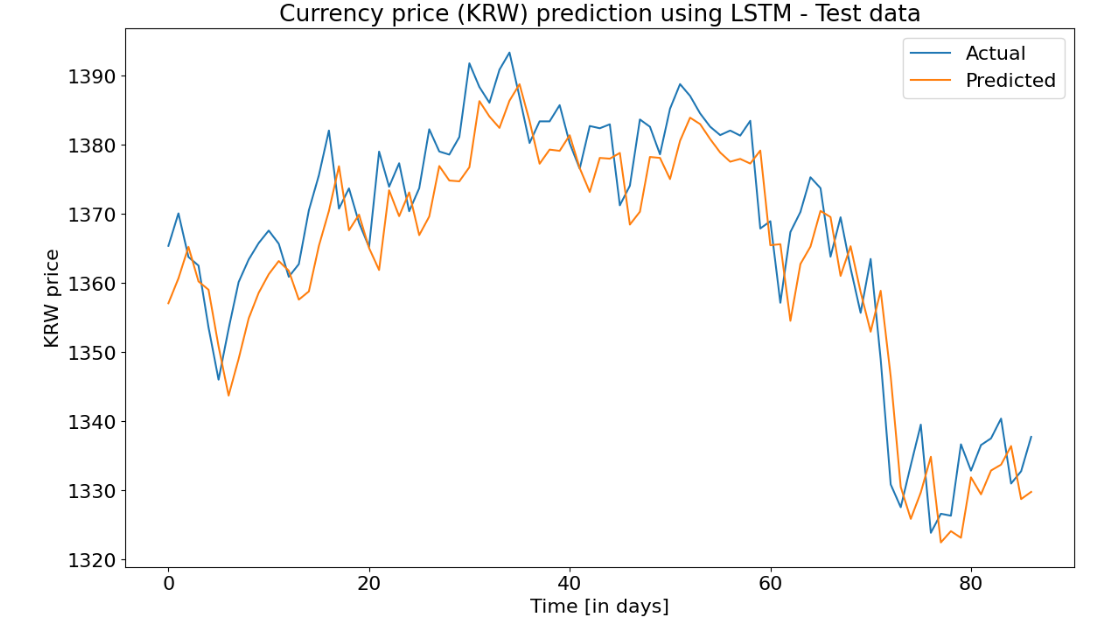 Currency price (KRW) prediction using LSTM - Test data
Actual
Predicted
KRW price
1390
1380
1370
1360
1350
1340
1330
1320
0 20 40 60 80
Time [in days]